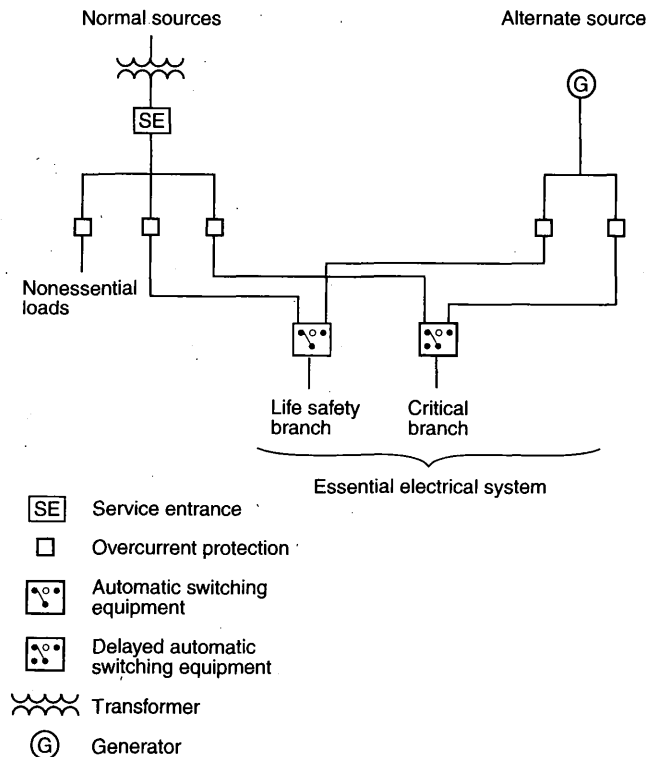 Normal sources
Alternate source
G
SE
Nonessential
loads
Life safety
branch
Critical
branch
Essential electrical system
SE Service entrance
Overcurrent protection
Automatic switching
equipment
Delayed automatic
switching equipment
Transformer
G Generator